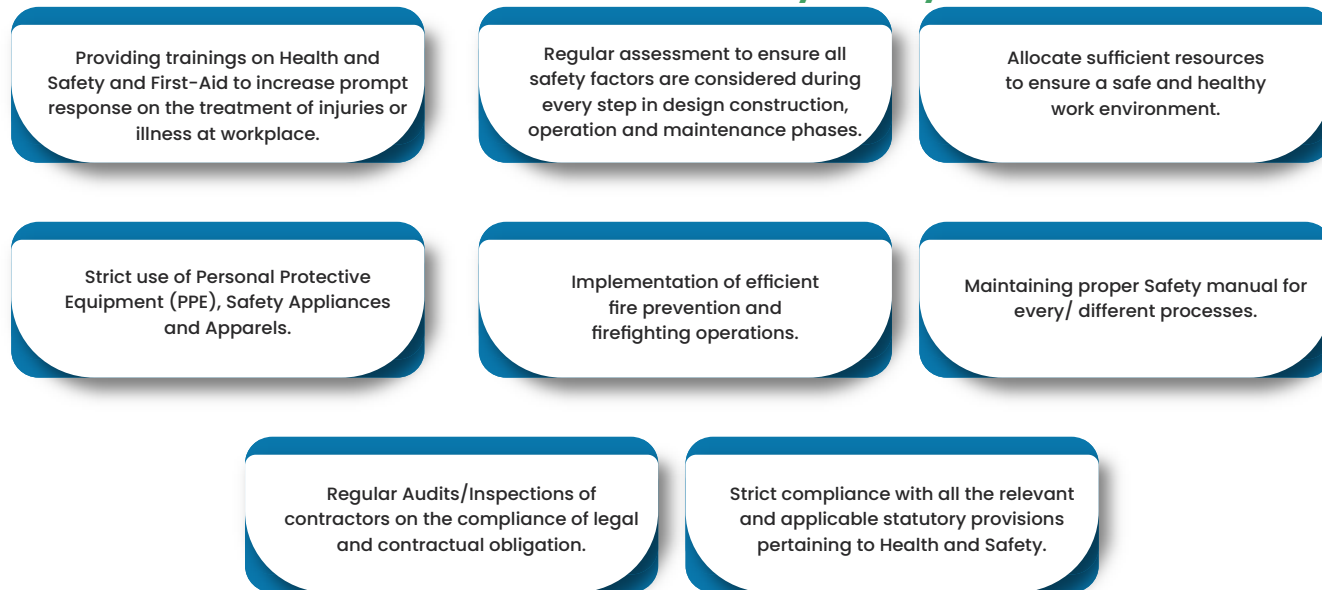 Providing trainings on Health and
Safety and First-Aid to increase prompt
response on the treatment of injuries or
illness at workplace.
Regular assessment to ensure all
safety factors are considered during
every step in design construction,
operation and maintenance phases.
Allocate sufficient resources
to ensure a safe and healthy
work environment.
Strict use of Personal Protective
Equipment (PPE), Safety Appliances
and Apparels.
Implementation of efficient
fire prevention and
firefighting operations.
Maintaining proper Safety manual for
every/ different processes.
Regular Audits/Inspections of
contractors on the compliance of legal
and contractual obligation.
Strict compliance with all the relevant
and applicable statutory provisions
pertaining to Health and Safety.